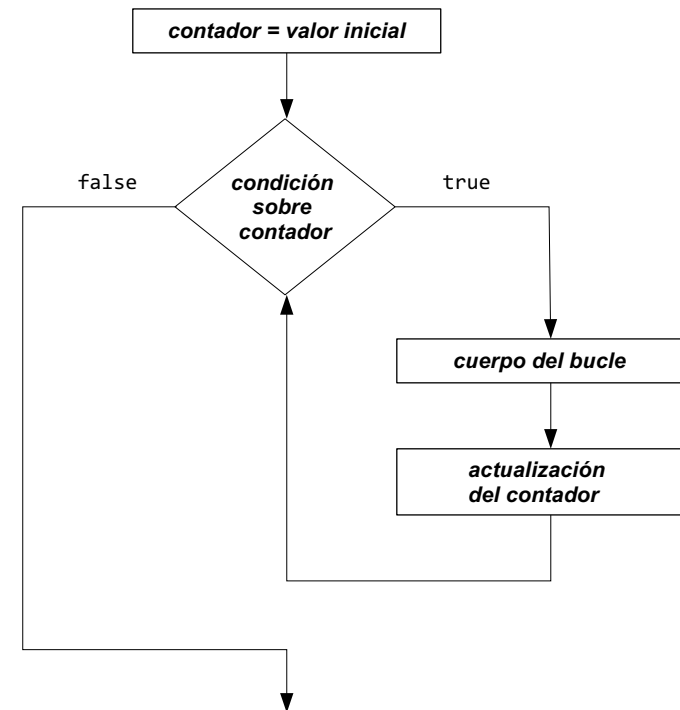 contador = valor inicial
false
condición
sobre
contador
true
cuerpo del bucle
actualización
del contador